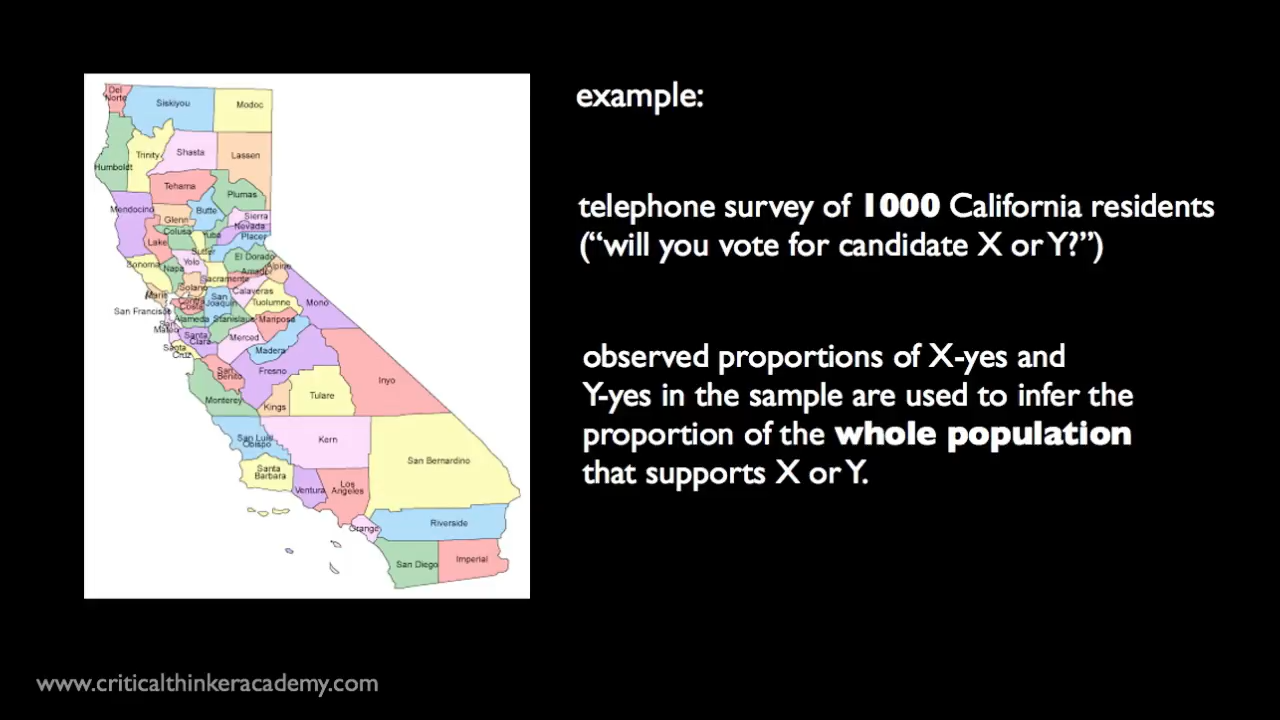 example:
telephone survey of 1000 California residents
(“will you vote for candidate X or Y?”)
observed proportions of X-yes and
Y-yes in the sample are used to infer the
proportion of the whole population
that supports X or Y.
Del
Norte
Siskiyou
Modoc
Humboldt
Trinity
Shasta
Lassen
Tehama
Plumas
Mendocino
Glenn
Butte
Sierra
Nevada
Colusa
Yuba
Placer
Lake
Sutter
El Dorado
Sonoma
Napa
Yolo
Amador
Alpine
Sacramento
Marin
Solano
Calaveras
Contra
Costa
San
Joaquin
Tuolumne
Mono
San Francisco
Alameda
Stanislaus
Mariposa
San
Mateo
Santa
Clara
Merced
Santa
Cruz
Madera
San
Benito
Fresno
Inyo
Monterey
Kings
Tulare
San Luis
Obispo
Kern
San Bernardino
Santa
Barbara
Ventura
Los
Angeles
Orange
Riverside
San Diego
Imperial
www.criticalthinkeracademy.com